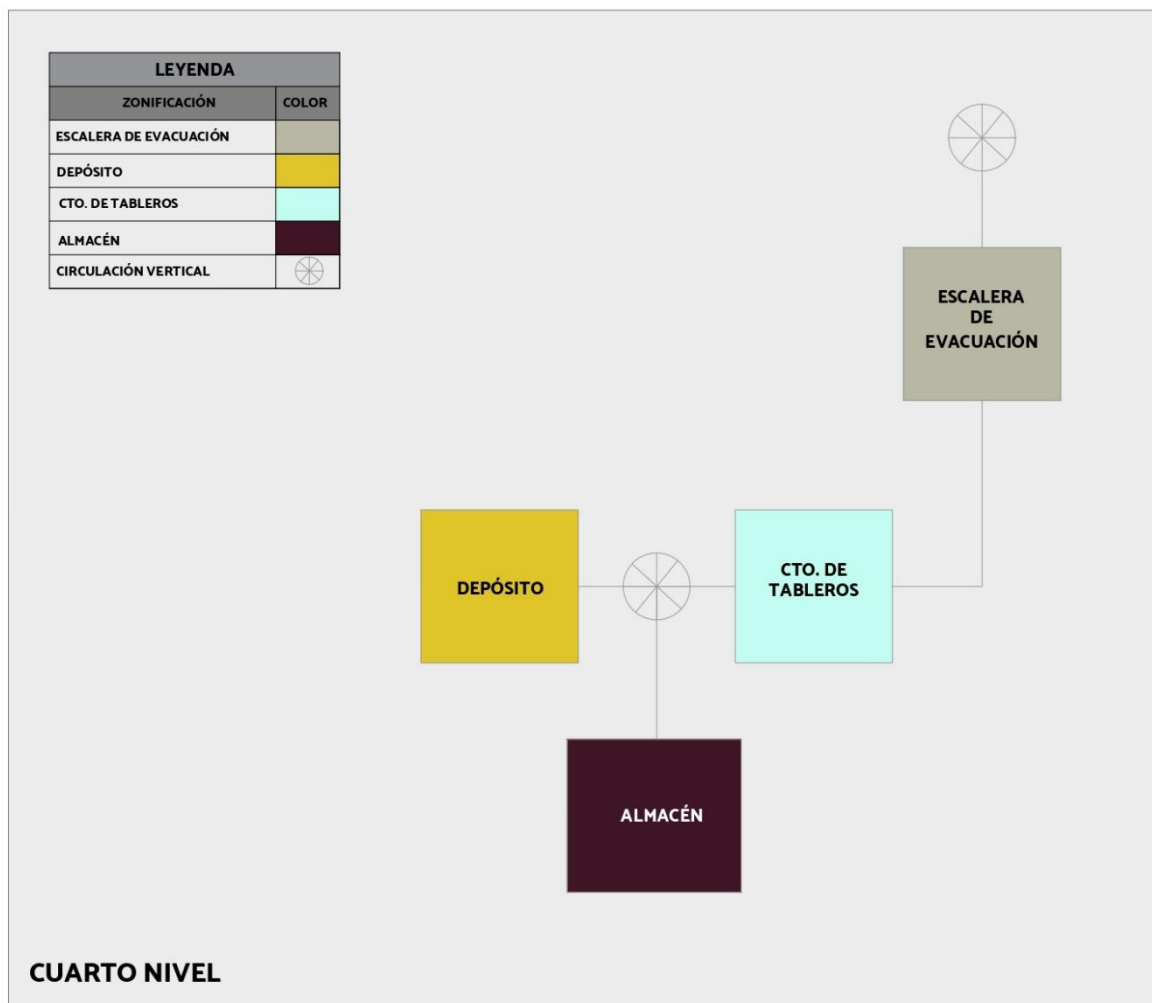 LEYENDA
ZONIFICACIÓN COLOR
ESCALERA DE EVACUACIÓN
DEPÓSITO
CTO. DE TABLEROS
ALMACÉN
CIRCULACIÓN VERTICAL
ESCALERA
DE
EVACUACIÓN
DEPÓSITO
CTO. DE
TABLEROS
ALMACÉN
CUARTO NIVEL